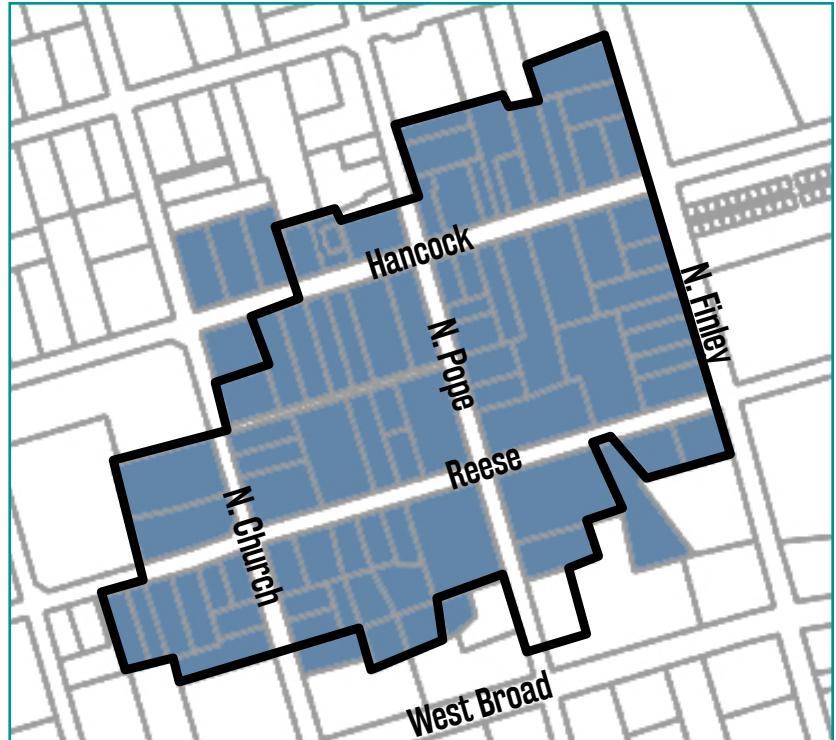 Hancock
N. Finley
N. Pope
Reese
N. Church
West Broad